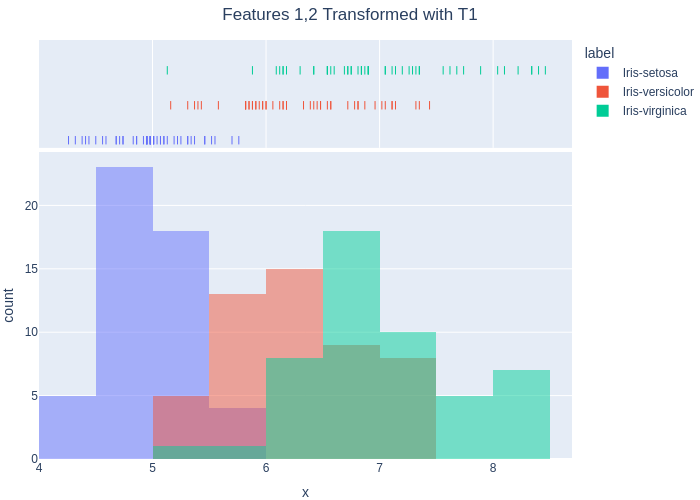 Features 1,2 Transformed with T1
label
Iris-setosa
Iris-versicolor
Iris-virginica
20
15
10
5
0
count
4 5 6 7 8
x